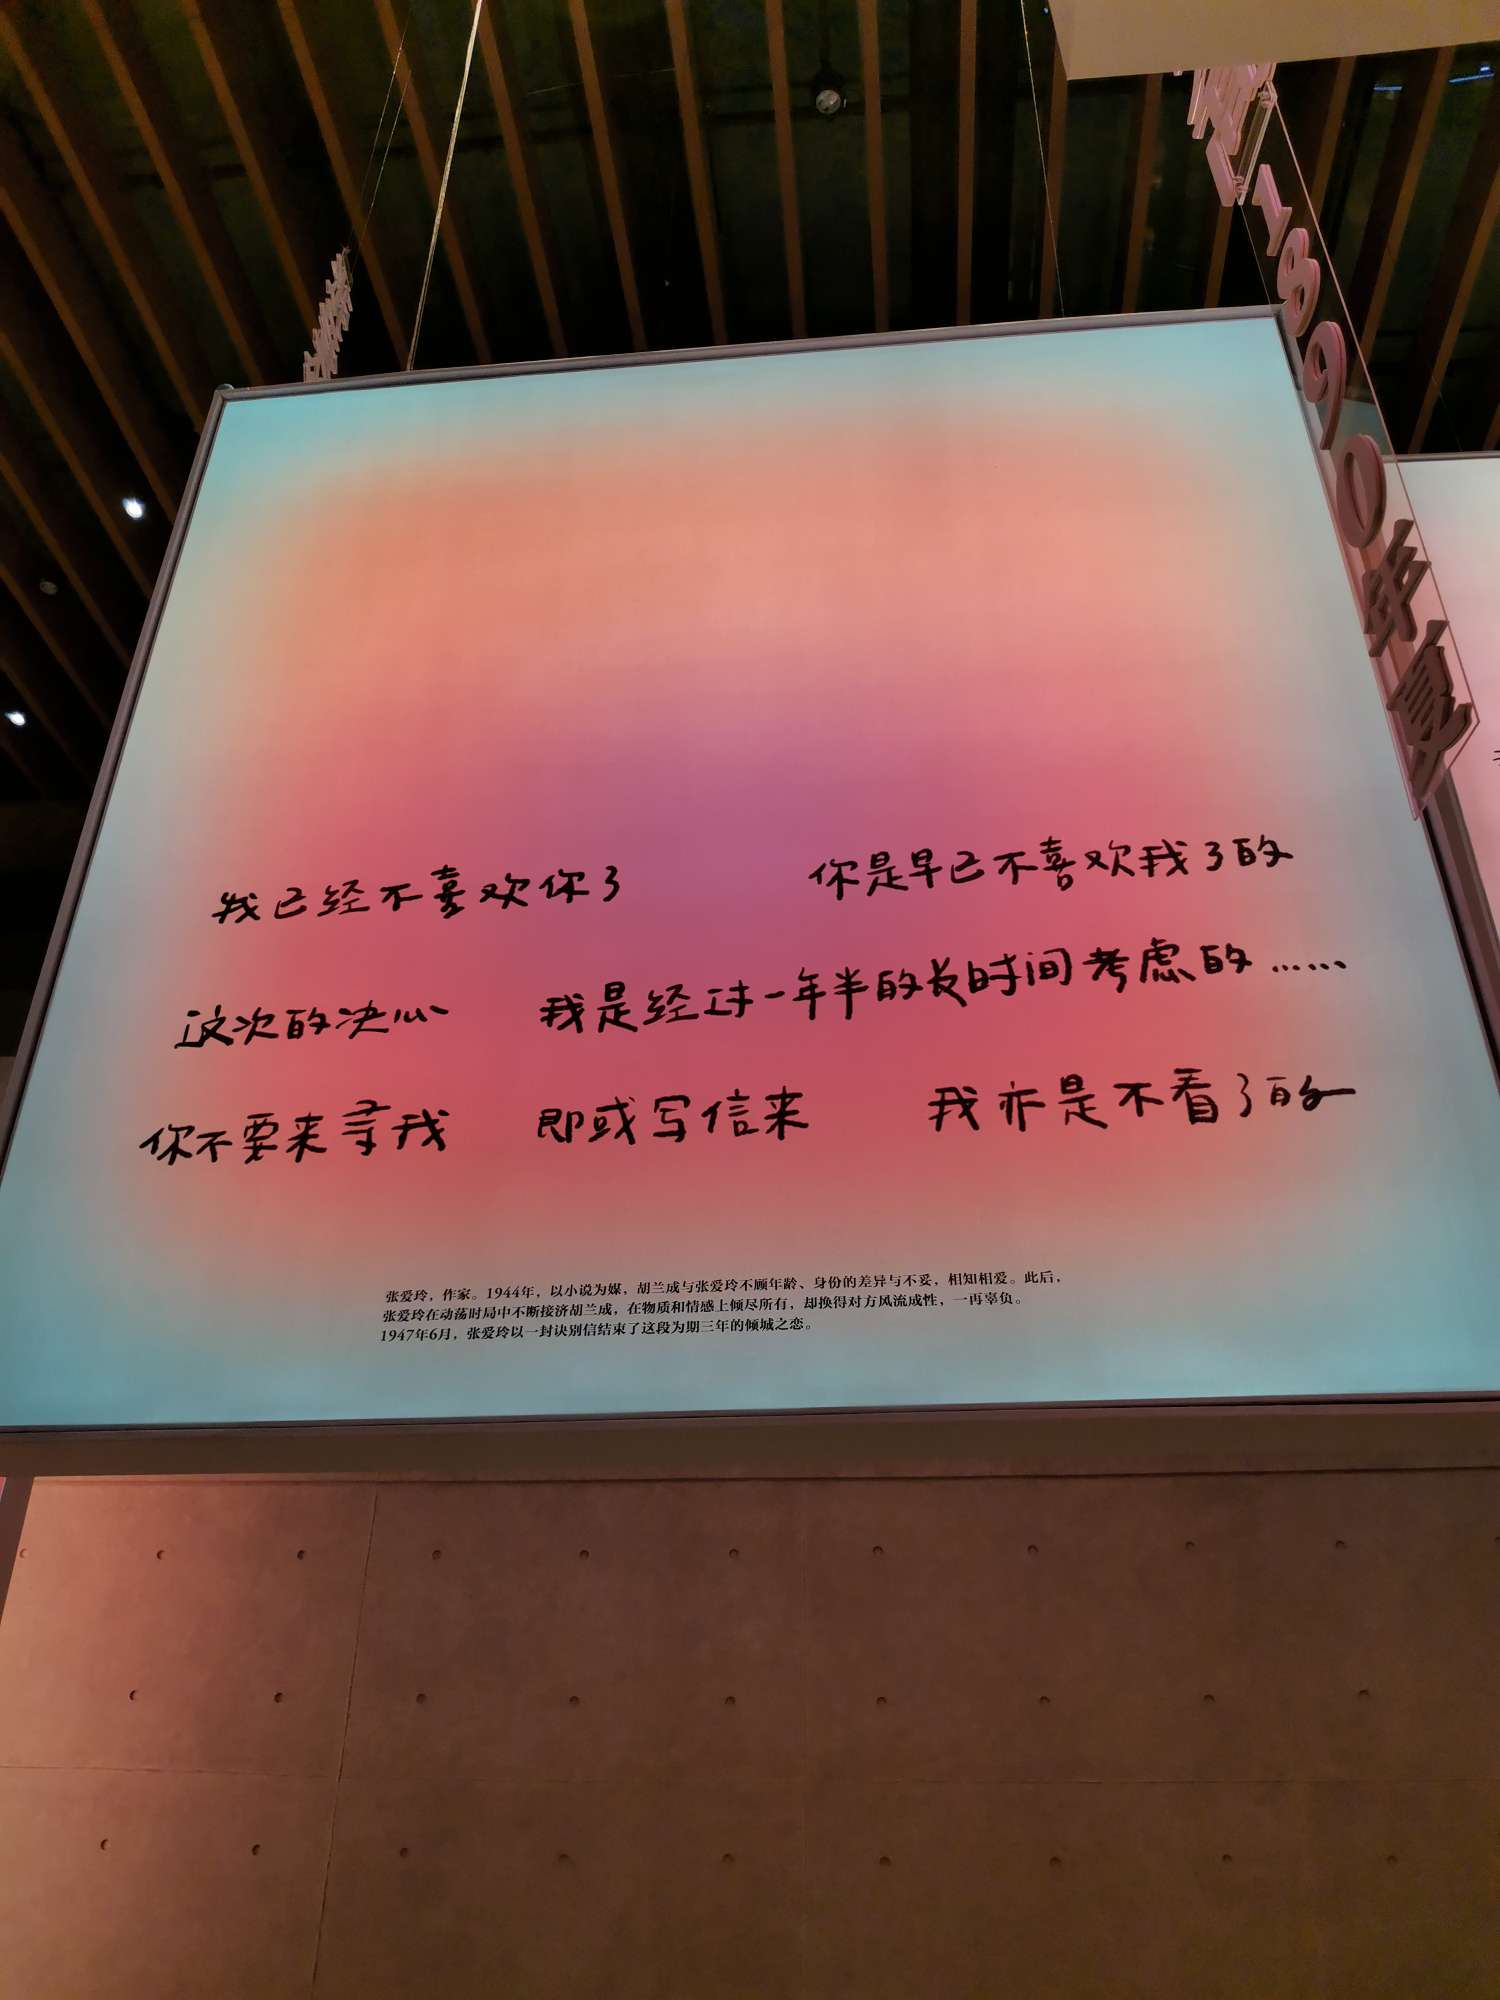 1890年夏
我已经不喜欢你了 你是早已不喜欢我了的
这次的决心 我是经过一年半的长时间考虑的……
你不要来寻我 即或写信来 我亦是不看了的
张爱玲，作家。1944年，以小说为媒，胡兰成与张爱玲不顾年龄、身份的差异与不妥，相知相爱。此后，
张爱玲在动荡时局中不断接济胡兰成，在物质和情感上倾尽所有，却换得对方风流成性，一再辜负。
1947年6月，张爱玲以一封诀别信结束了这段为期三年的倾城之恋。